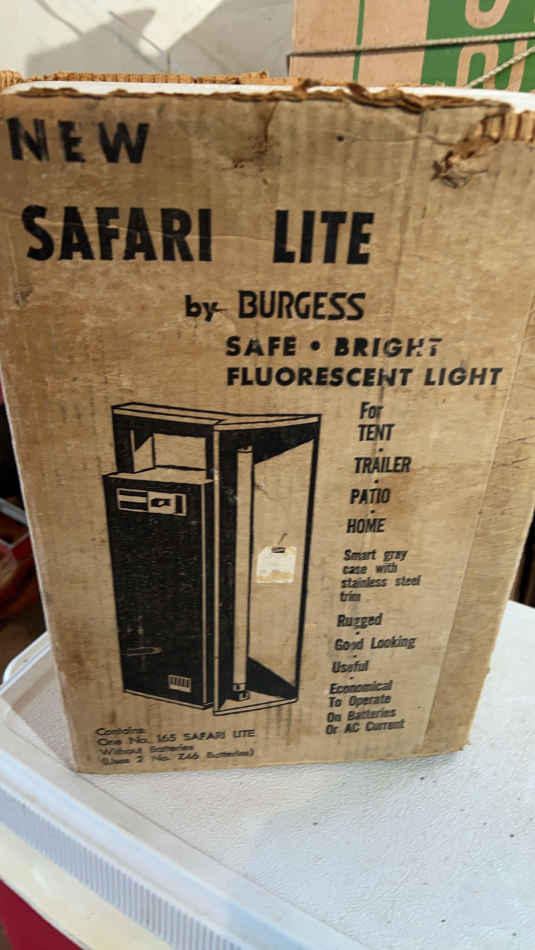 NEW
SAFARI LITE
by BURGESS
SAFE • BRIGHT
FLUORESCENT LIGHT
For
TENT
•
TRAILER
•
PATIO
•
HOME
Smart gray
case with
stainless steel
trim
Rugged
•
Good Looking
•
Useful
•
Economical
To Operate
On Batteries
Or AC Current
Contains:
One No. 165 SAFARI LITE
Without Batteries
(Uses 2 No. Z46 Batteries)